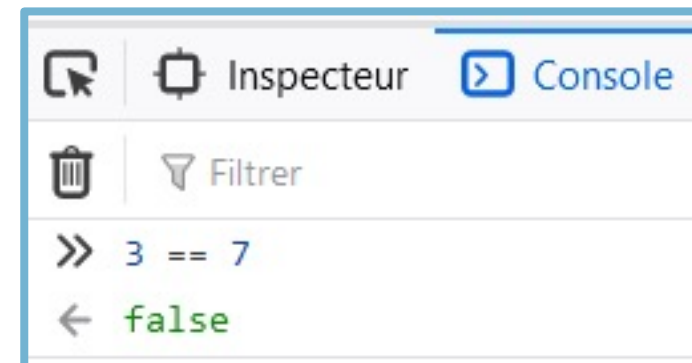 Inspecteur Console
Filtrer
» 3 == 7
← false